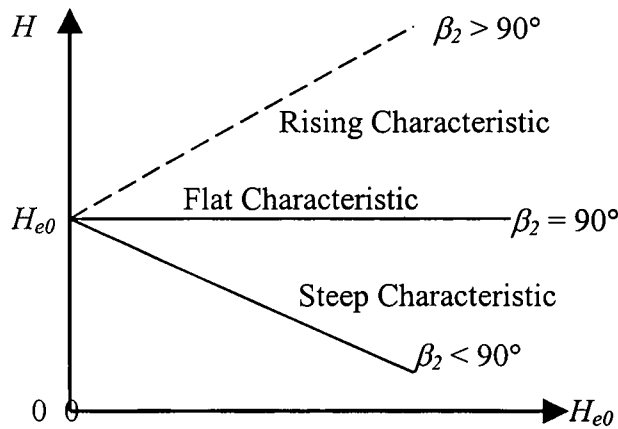 H
β2 > 90°
Rising Characteristic
Flat Characteristic
He0
β2 = 90°
Steep Characteristic
β2 < 90°
0 0
He0